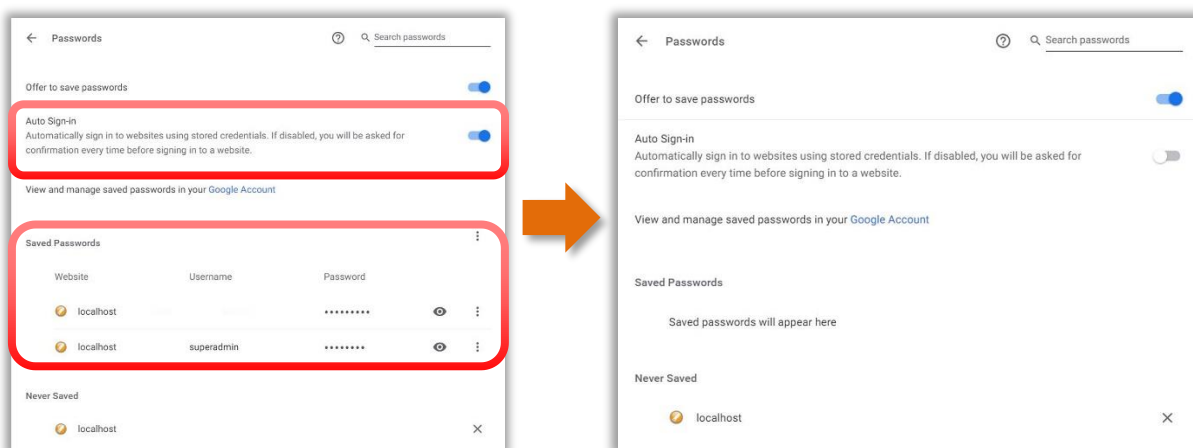 Passwords
Search passwords
Offer to save passwords
Auto Sign-in
Automatically sign in to websites using stored credentials. If disabled, you will be asked for
confirmation every time before signing in to a website.
View and manage saved passwords in your Google Account
Saved Passwords
Website Username Password
localhost •••••••••
localhost superadmin ••••••••
Never Saved
localhost
Passwords
Search passwords
Offer to save passwords
Auto Sign-in
Automatically sign in to websites using stored credentials. If disabled, you will be asked for
confirmation every time before signing in to a website.
View and manage saved passwords in your Google Account
Saved Passwords
Saved passwords will appear here
Never Saved
localhost